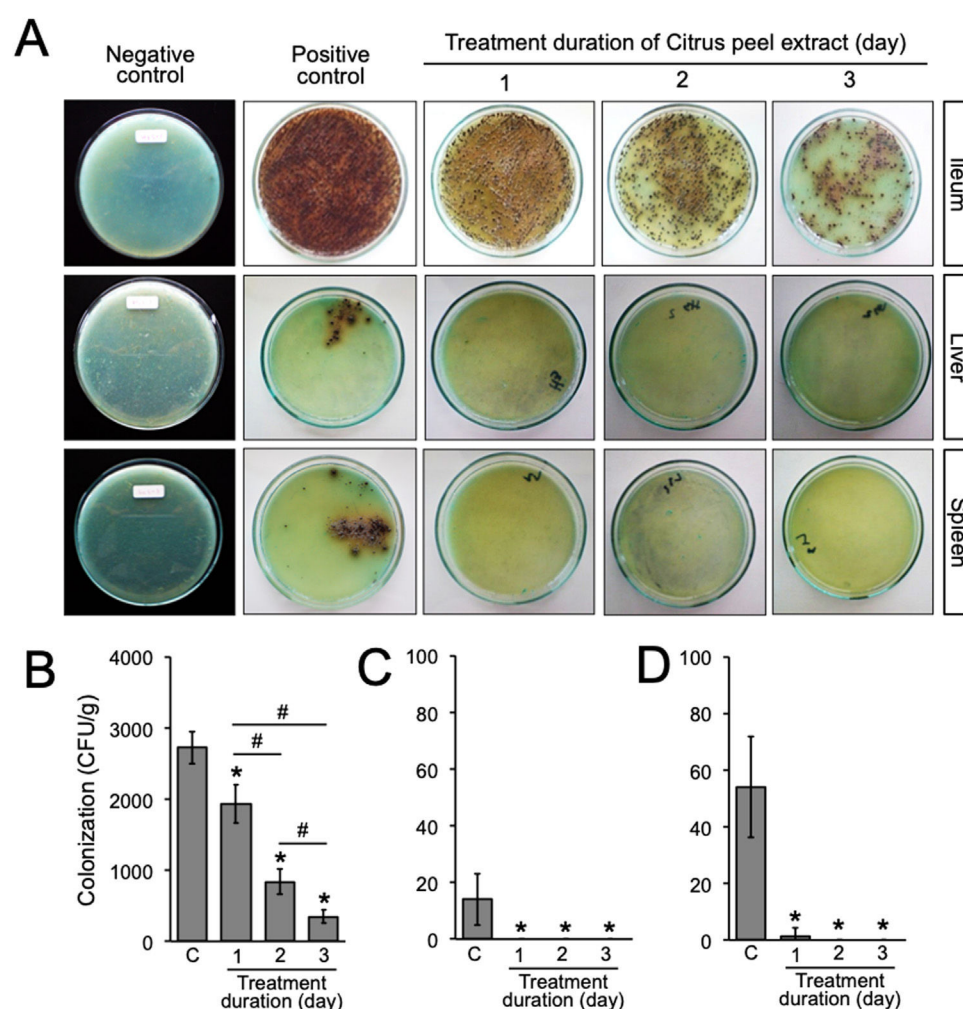 A
Negative
control
Positive
control
Treatment duration of Citrus peel extract (day)
1
2
3
Ileum
Liver
Spleen
B
4000
3000
2000
1000
0
Colonization (CFU/g)
#
#
#
*
*
*
C
1
2
3
Treatment
duration (day)
C
100
80
60
40
20
0
*
*
*
C
1
2
3
Treatment
duration (day)
D
100
80
60
40
20
0
*
*
*
C
1
2
3
Treatment
duration (day)